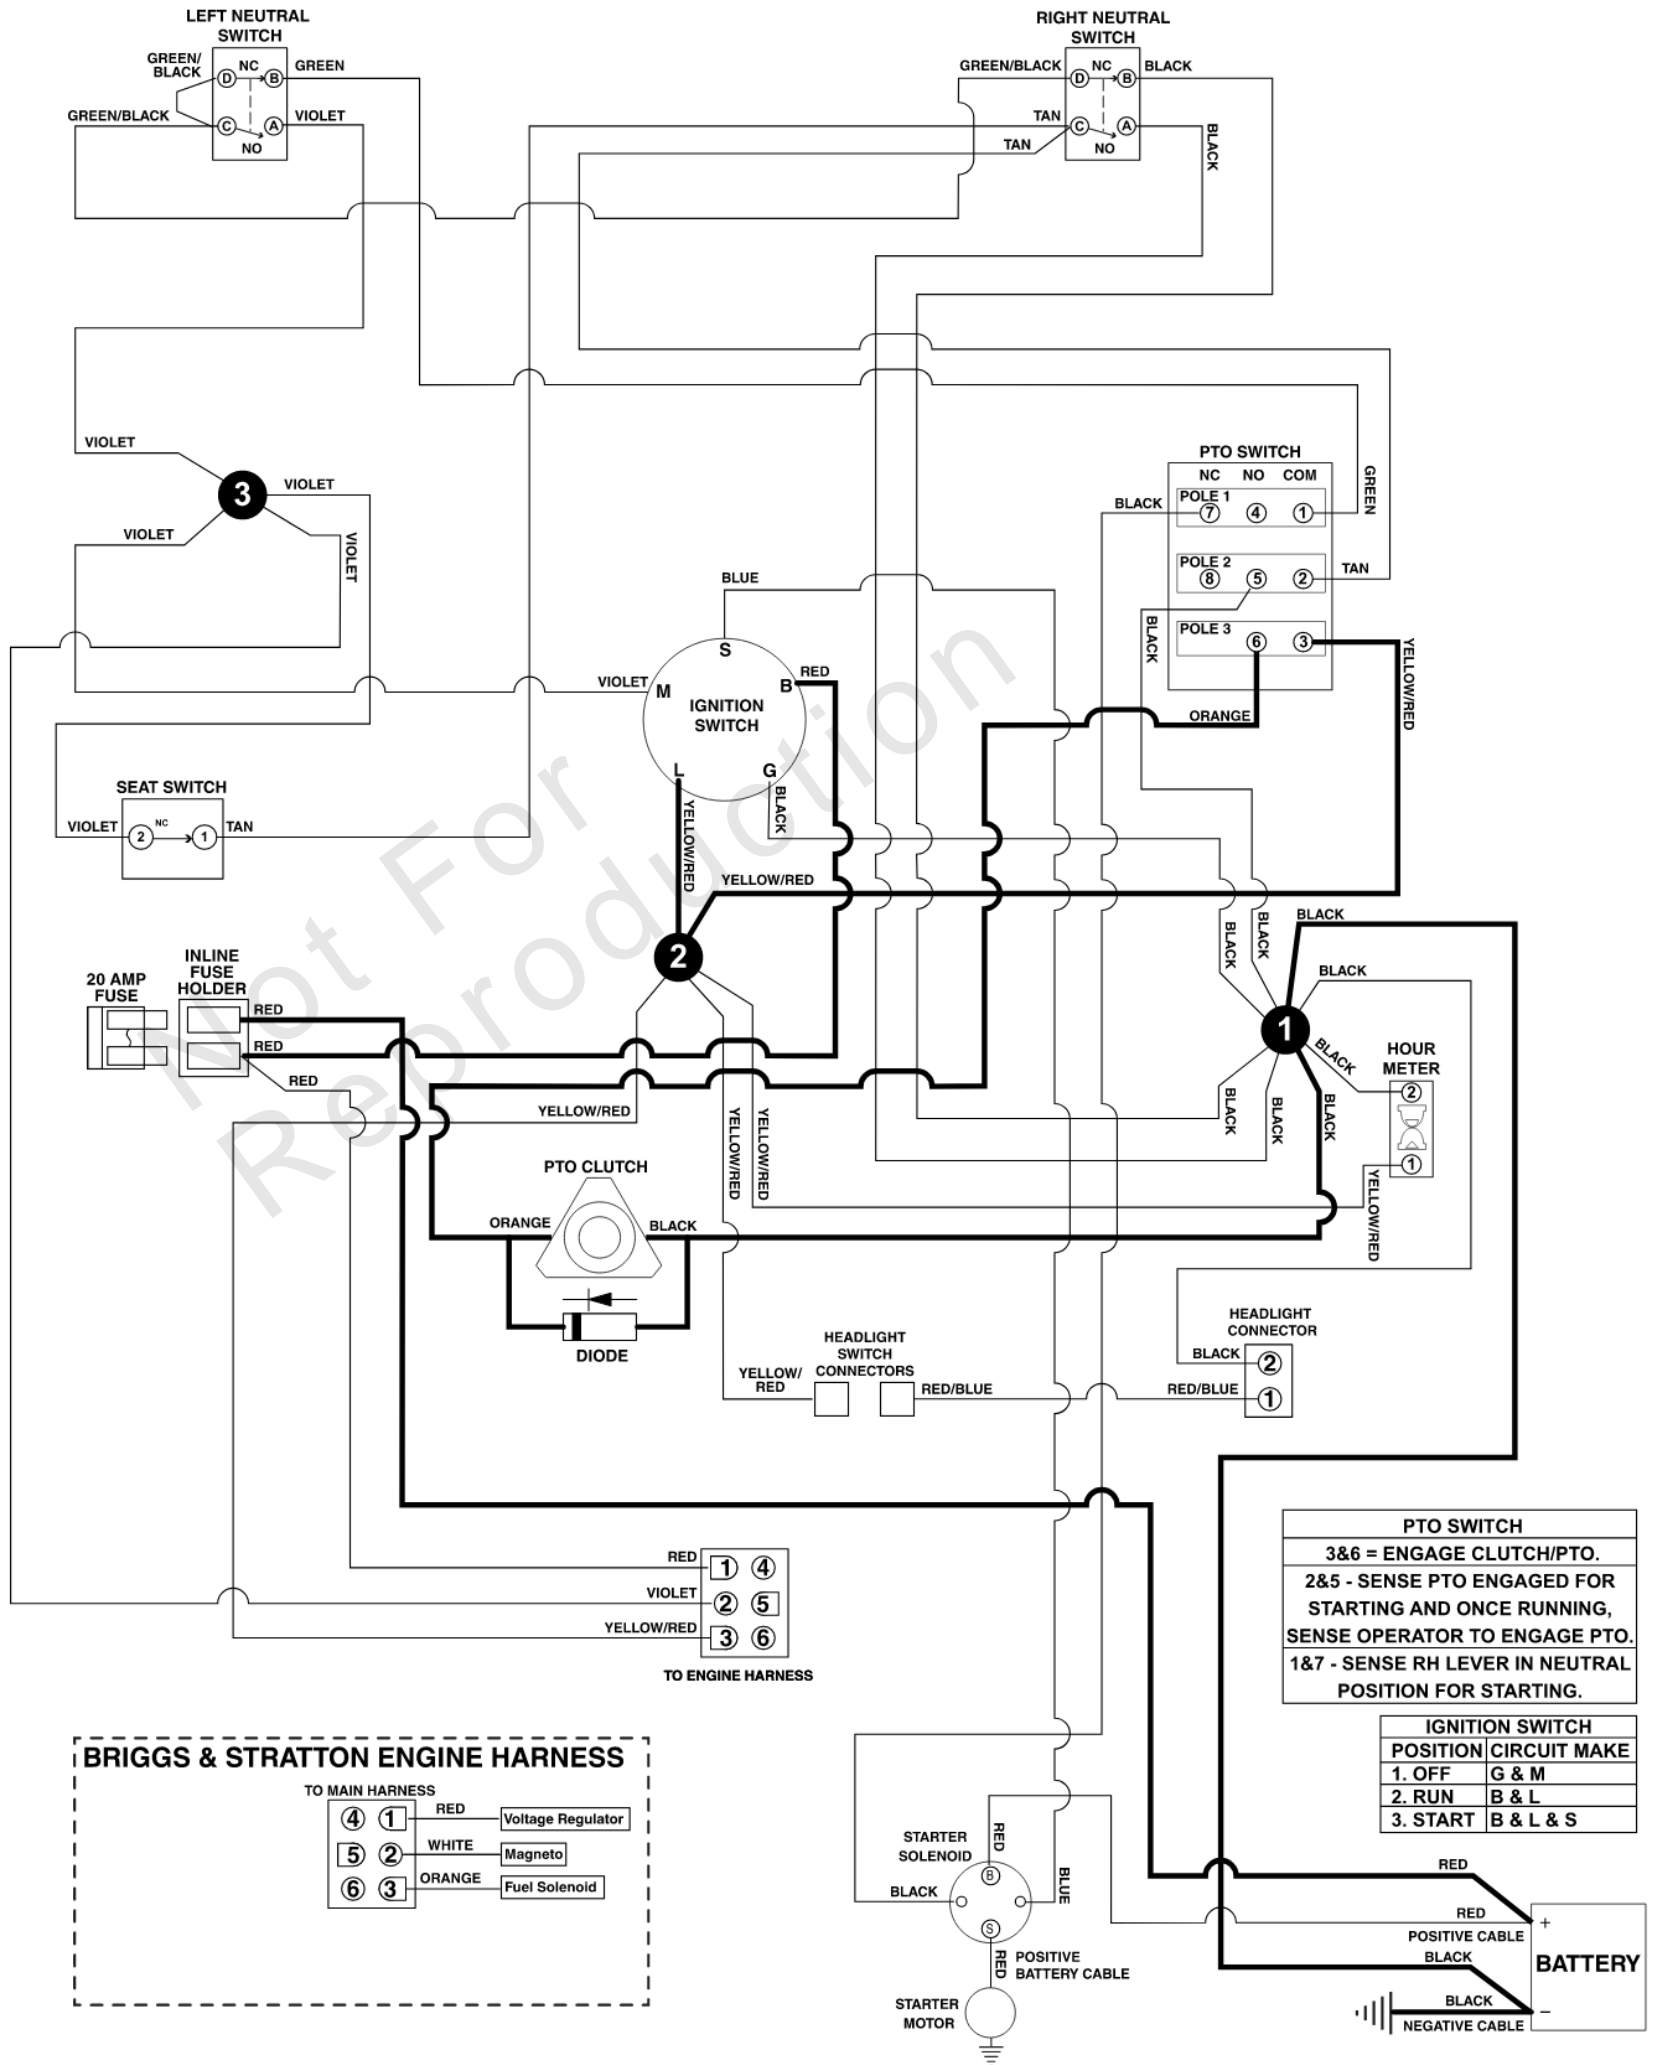 LEFT NEUTRAL
SWITCH
GREEN/
BLACK
D
NC
B
GREEN
GREEN/BLACK
C
A
VIOLET
NO
RIGHT NEUTRAL
SWITCH
GREEN/BLACK
D
NC
B
BLACK
TAN
C
A
TAN
NO
BLACK
VIOLET
3
VIOLET
VIOLET
VIOLET
PTO SWITCH
NC NO COM
BLACK
POLE 1
7 4 1
GREEN
POLE 2
8 5 2
TAN
BLACK
POLE 3
6 3
YELLOW/RED
ORANGE
BLUE
S
RED
VIOLET
M
B
IGNITION
SWITCH
L
G
YELLOW/RED
BLACK
SEAT SWITCH
VIOLET
2
NC
1
TAN
YELLOW/RED
2
INLINE
FUSE
HOLDER
20 AMP
FUSE
RED
RED
RED
BLACK
BLACK
BLACK
BLACK
1
BLACK
HOUR
METER
2
1
BLACK
BLACK
BLACK
YELLOW/RED
YELLOW/RED
YELLOW/RED
YELLOW/RED
PTO CLUTCH
ORANGE
BLACK
DIODE
HEADLIGHT
SWITCH
CONNECTORS
YELLOW/
RED
RED/BLUE
HEADLIGHT
CONNECTOR
BLACK
2
RED/BLUE
1
RED
1 4
VIOLET
2 5
YELLOW/RED
3 6
TO ENGINE HARNESS
PTO SWITCH
3&6 = ENGAGE CLUTCH/PTO.
2&5 - SENSE PTO ENGAGED FOR
STARTING AND ONCE RUNNING,
SENSE OPERATOR TO ENGAGE PTO.
1&7 - SENSE RH LEVER IN NEUTRAL
POSITION FOR STARTING.
IGNITION SWITCH
POSITION CIRCUIT MAKE
1. OFF G & M
2. RUN B & L
3. START B & L & S
BRIGGS & STRATTON ENGINE HARNESS
TO MAIN HARNESS
4 1 RED Voltage Regulator
5 2 WHITE Magneto
6 3 ORANGE Fuel Solenoid
STARTER
SOLENOID
RED
B
BLACK
BLUE
S
RED
POSITIVE
BATTERY CABLE
STARTER
MOTOR
RED
RED
+
POSITIVE CABLE
BLACK
BATTERY
BLACK
−
NEGATIVE CABLE
Not For
Reproduction